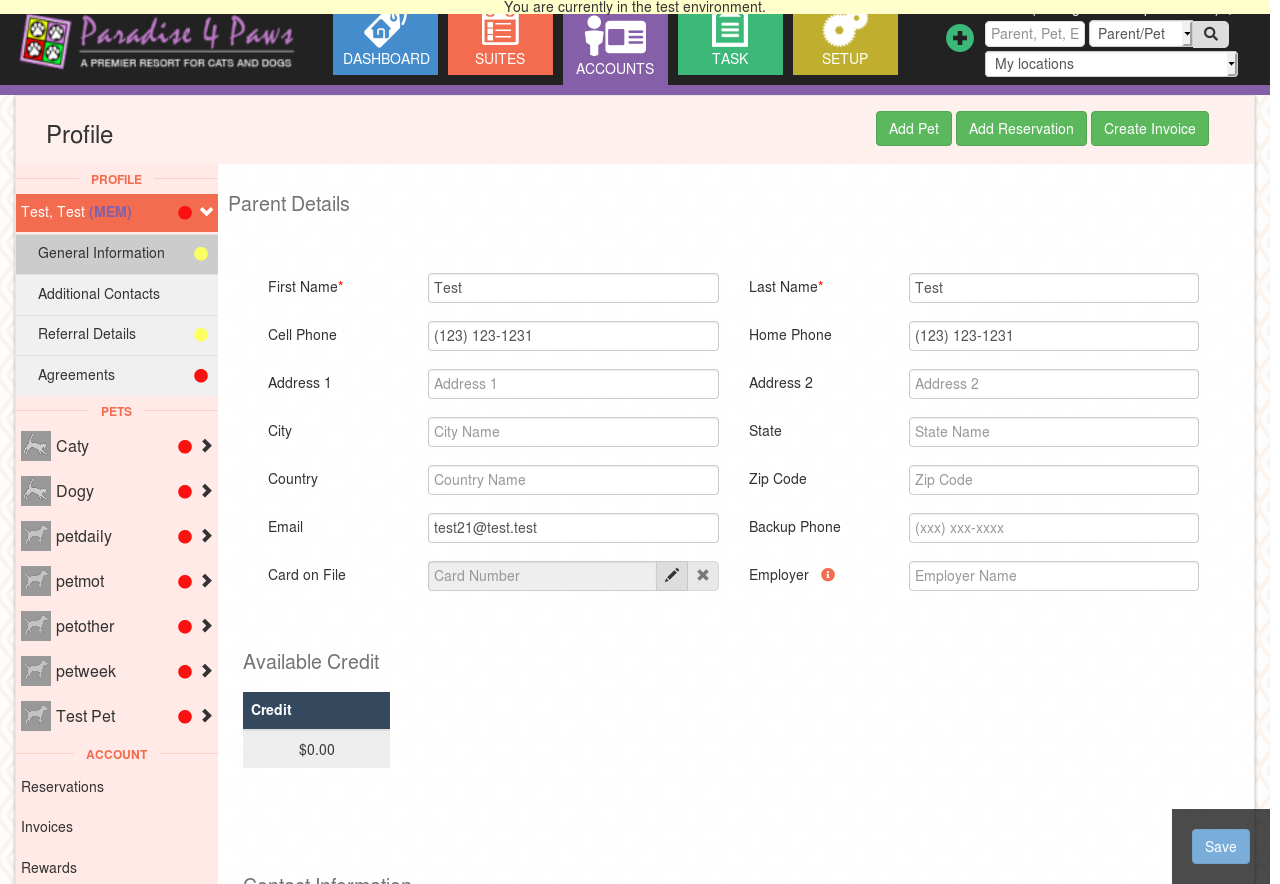 You are currently in the test environment.
Paradise 4 Paws
A PREMIER RESORT FOR CATS AND DOGS
DASHBOARD
SUITES
ACCOUNTS
TASK
SETUP
Parent, Pet, E
Parent/Pet
My locations
Profile
Add Pet
Add Reservation
Create Invoice
PROFILE
Test, Test (MEM)
General Information
Additional Contacts
Referral Details
Agreements
PETS
Caty
Dogy
petdaily
petmot
petother
petweek
Test Pet
ACCOUNT
Reservations
Invoices
Rewards
Parent Details
First Name* Test Last Name* Test
Cell Phone (123) 123-1231 Home Phone (123) 123-1231
Address 1 Address 1 Address 2 Address 2
City City Name State State Name
Country Country Name Zip Code Zip Code
Email test21@test.test Backup Phone (xxx) xxx-xxxx
Card on File Card Number Employer Employer Name
Available Credit
Credit
$0.00
Contact Information
Save